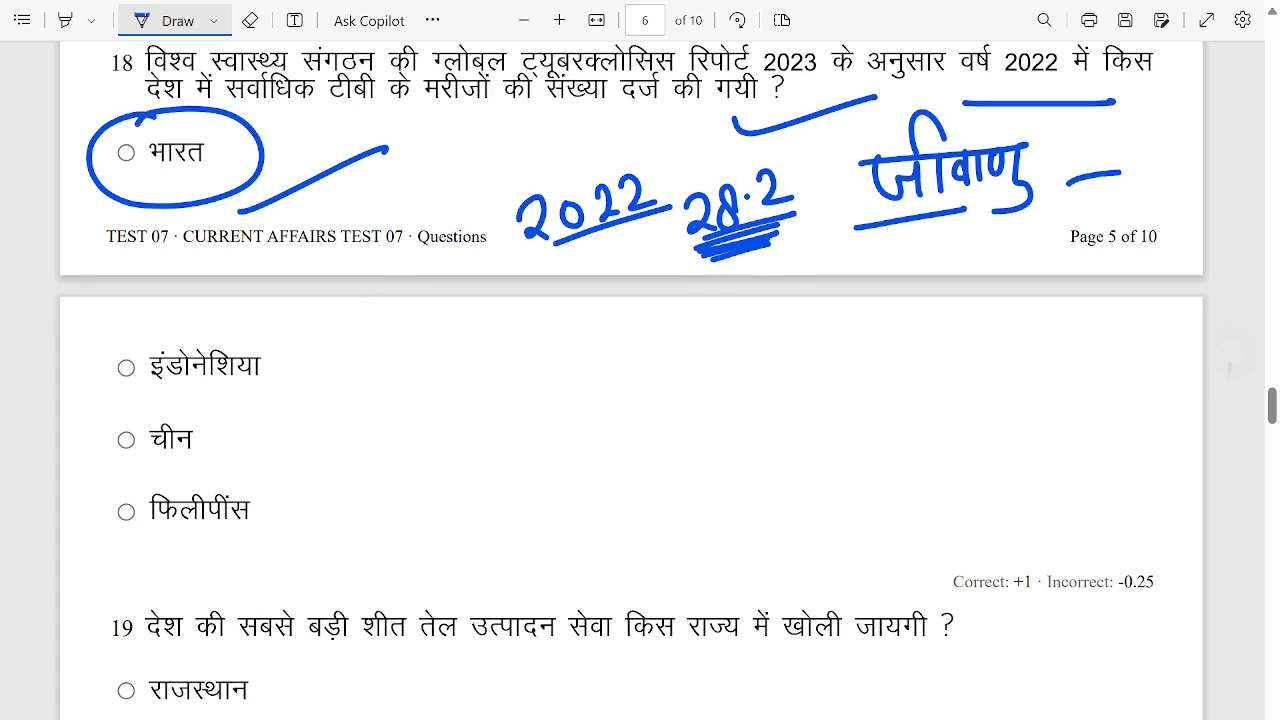 Draw
Ask Copilot
6 of 10
18 विश्व स्वास्थ्य संगठन की ग्लोबल ट्यूबरक्लोसिस रिपोर्ट 2023 के अनुसार वर्ष 2022 में किस
देश में सर्वाधिक टीबी के मरीजों की संख्या दर्ज की गयी ?
भारत
2022 28.2 जीवाणु
TEST 07 · CURRENT AFFAIRS TEST 07 · Questions
Page 5 of 10
इंडोनेशिया
चीन
फिलीपींस
Correct: +1 · Incorrect: -0.25
19 देश की सबसे बड़ी शीत तेल उत्पादन सेवा किस राज्य में खोली जायगी ?
राजस्थान